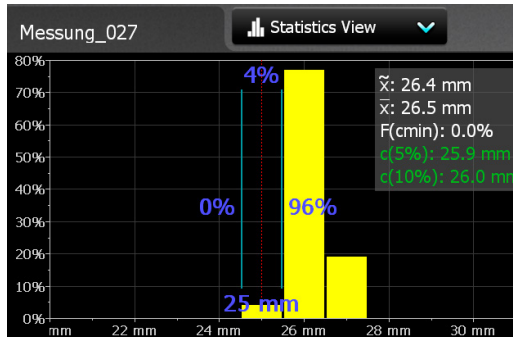 Messung_027
Statistics View
80%
70%
60%
50%
40%
30%
20%
10%
0%
4%
0%
96%
25 mm
x̃: 26.4 mm
x̅: 26.5 mm
F(cmin): 0.0%
c(5%): 25.9 mm
c(10%): 26.0 mm
mm
22 mm
24 mm
26 mm
28 mm
30 mm